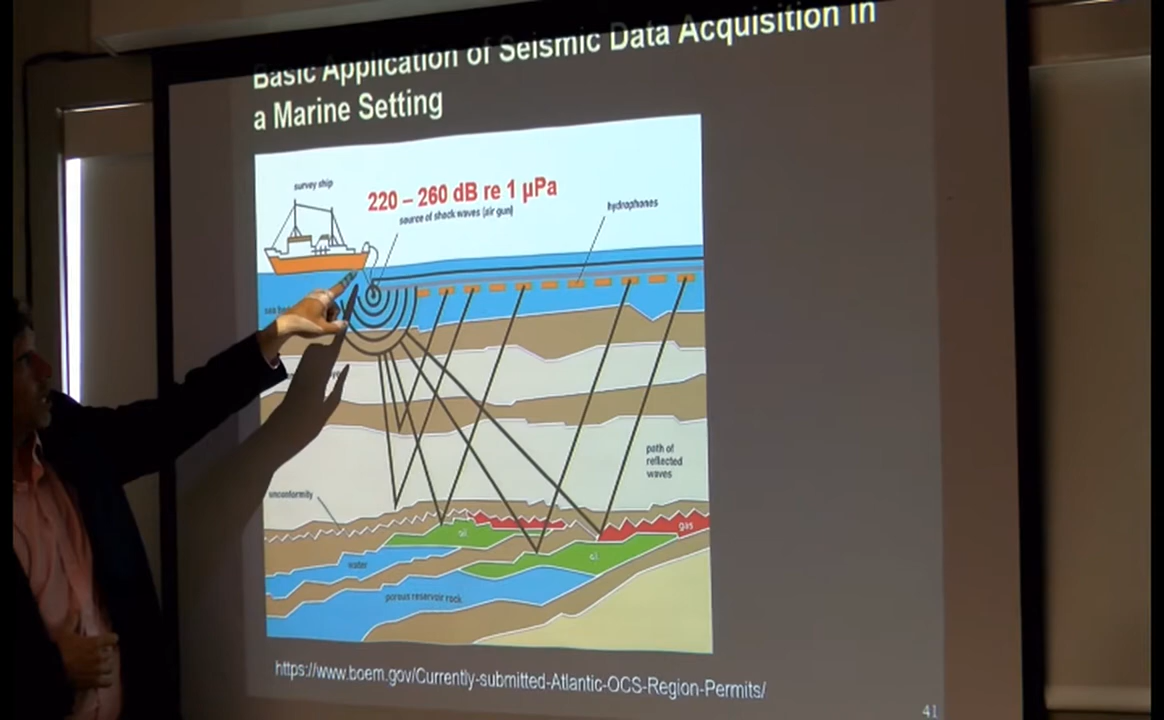 Basic Application of Seismic Data Acquisition in
a Marine Setting
survey ship
220 – 260 dB re 1 µPa
source of shock waves (air gun)
hydrophones
sea bed
path of
reflected
waves
unconformity
gas
oil
oil
water
porous reservoir rock
https://www.boem.gov/Currently-submitted-Atlantic-OCS-Region-Permits/
41